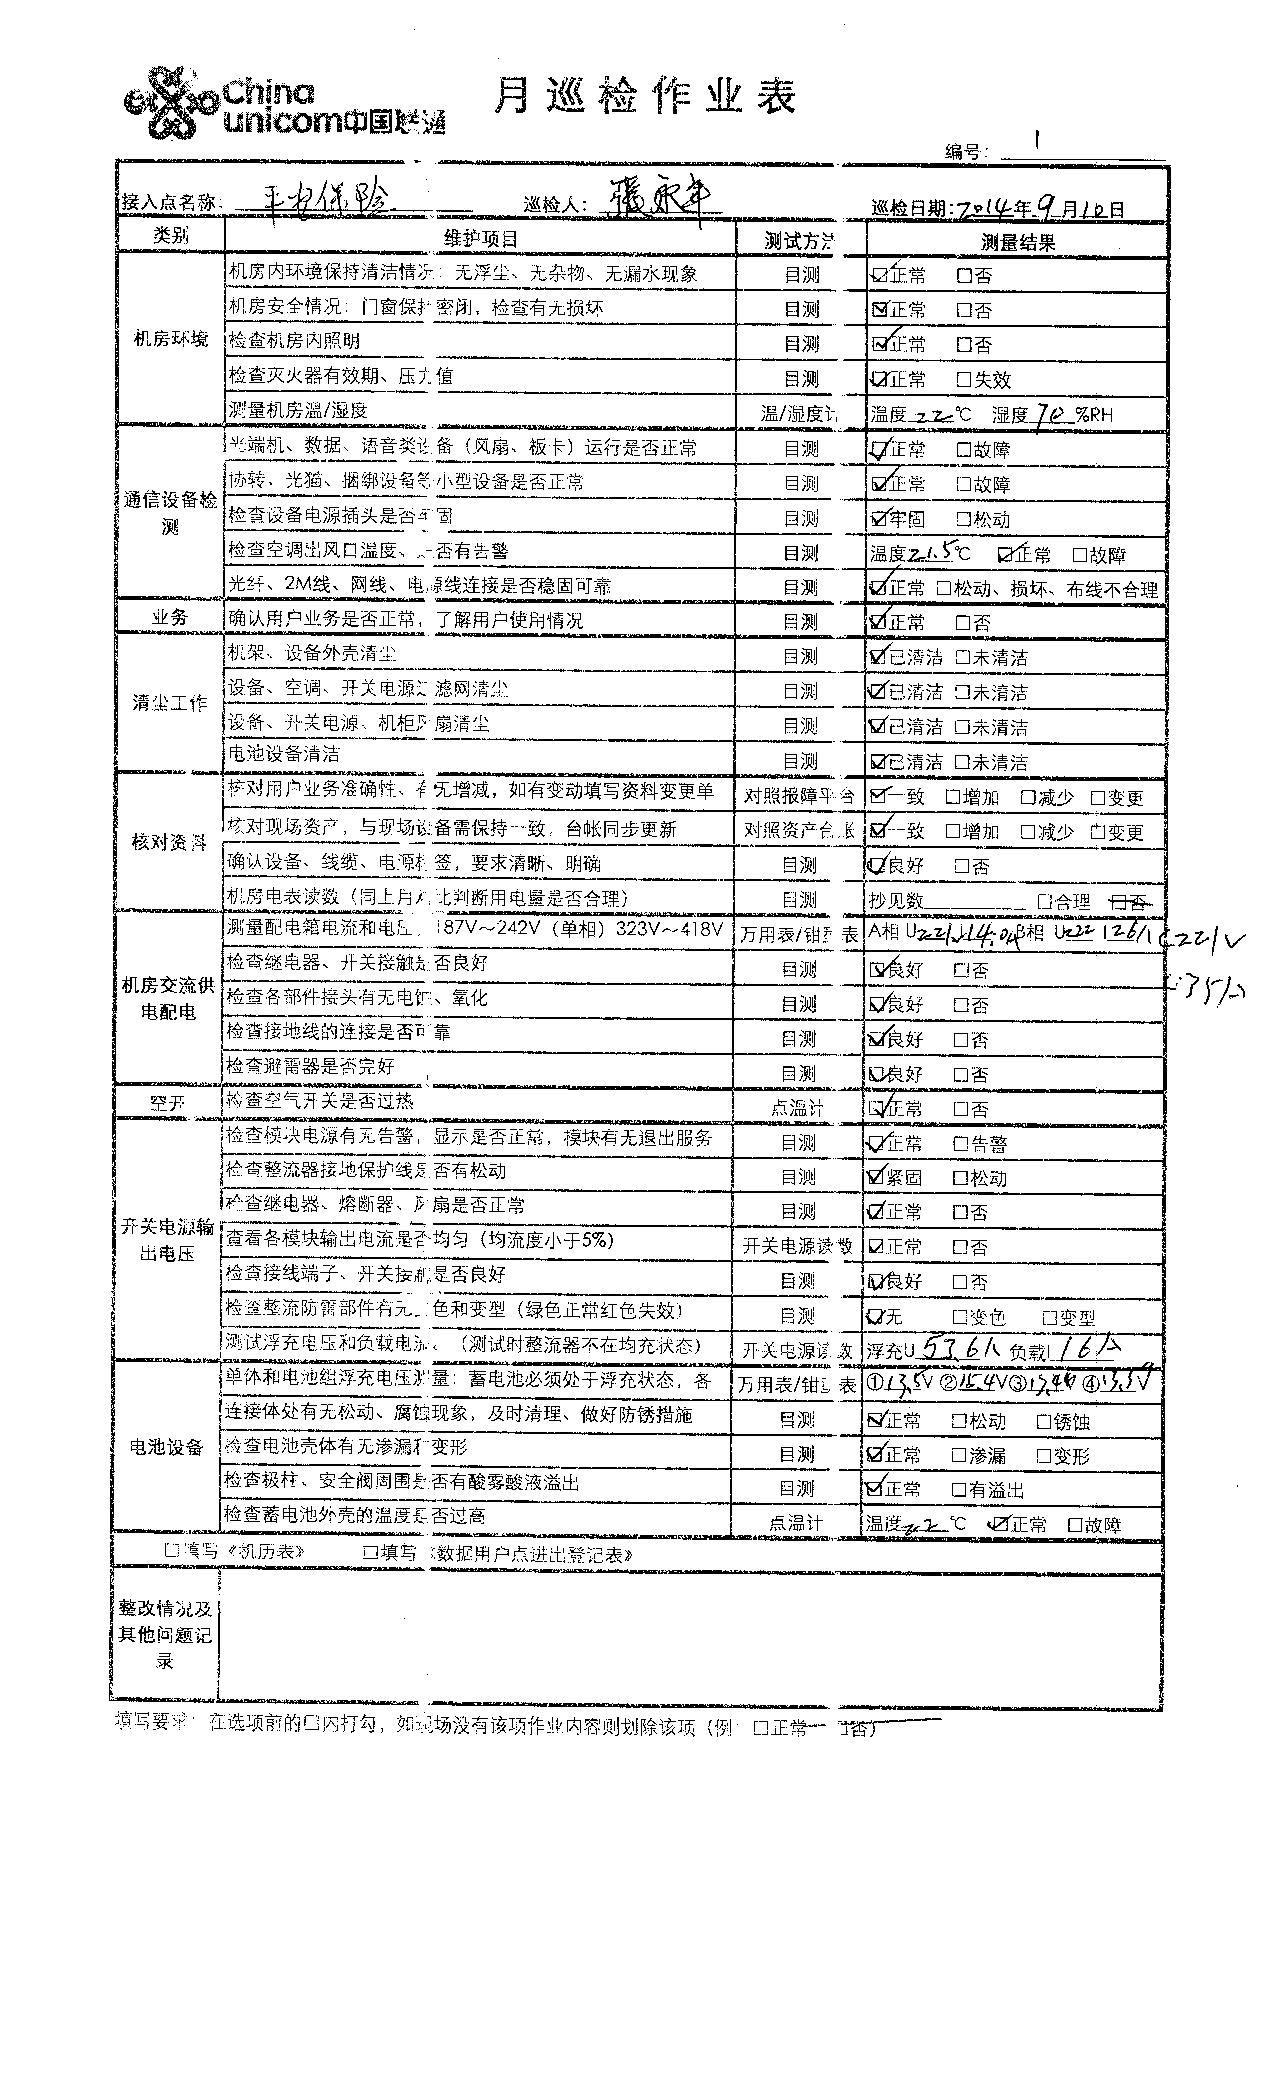 China
unicom中国联通
月巡检作业表
编号: 1
接入点名称: 平安保险 巡检人: 张永年 巡检日期:2014年9月10日
类别 维护项目 测试方法 测量结果
机房环境
机房内环境保持清洁情况: 无浮尘、无杂物、无漏水现象 目测 ☑正常 □否
机房安全情况: 门窗保持密闭, 检查有无损坏 目测 ☑正常 □否
检查机房内照明 目测 ☑正常 □否
检查灭火器有效期、压力值 目测 ☑正常 □失效
测量机房温/湿度 温/湿度计 温度22℃ 湿度70%RH
通信设备检测
光端机、数据、语音类设备（风扇、板卡）运行是否正常 目测 ☑正常 □故障
协转、光猫、捆绑设备等小型设备是否正常 目测 ☑正常 □故障
检查设备电源插头是否牢固 目测 ☑牢固 □松动
检查空调出风口温度、是否有告警 目测 温度21.5℃ ☑正常 □故障
光纤、2M线、网线、电源线连接是否稳固可靠 目测 ☑正常 □松动、损坏、布线不合理
业务 确认用户业务是否正常, 了解用户使用情况 目测 ☑正常 □否
清尘工作
机架、设备外壳清尘 目测 ☑已清洁 □未清洁
设备、空调、开关电源滤网清尘 目测 ☑已清洁 □未清洁
设备、开关电源、机柜风扇清尘 目测 ☑已清洁 □未清洁
电池设备清洁 目测 ☑已清洁 □未清洁
核对资料
核对用户业务准确性、有无增减, 如有变动填写资料变更单 对照报障平台 ☑一致 □增加 □减少 □变更
核对现场资产, 与现场设备需保持一致, 台帐同步更新 对照资产台账 ☑一致 □增加 □减少 □变更
确认设备、线缆、电源标签, 要求清晰、明确 目测 ☑良好 □否
机房电表读数（同上月对比判断用电量是否合理） 目测 抄见数 □合理 □否
机房交流供电配电
测量配电箱电流和电压 187V～242V（单相）323V～418V 万用表/钳型表 A相 U221 I14.0A B相 U222 I26A C221V
35A
检查继电器、开关接触是否良好 目测 ☑良好 □否
检查各部件接头有无电蚀、氧化 目测 ☑良好 □否
检查接地线的连接是否可靠 目测 ☑良好 □否
检查避雷器是否完好 目测 ☑良好 □否
空开 检查空气开关是否过热 点温计 ☑正常 □否
开关电源输出电压
检查模块电源有无告警, 显示是否正常, 模块有无退出服务 目测 ☑正常 □告警
检查整流器接地保护线是否有松动 目测 ☑紧固 □松动
检查继电器、熔断器、风扇是否正常 目测 ☑正常 □否
查看各模块输出电流是否均匀（均流度小于5%） 开关电源读数 ☑正常 □否
检查接线端子、开关接触是否良好 目测 ☑良好 □否
检查整流防雷部件有无变色和变型（绿色正常红色失效） 目测 ☑无 □变色 □变型
测试浮充电压和负载电流。（测试时整流器不在均充状态） 开关电源读数 浮充U 53.6 负载I 16A
电池设备
单体和电池组浮充电压测量: 蓄电池必须处于浮充状态, 各 万用表/钳型表 ①13.5V ②15.4V ③13.4 ④13.5V
连接体处有无松动、腐蚀现象, 及时清理、做好防锈措施 目测 ☑正常 □松动 □锈蚀
检查电池壳体有无渗漏和变形 目测 ☑正常 □渗漏 □变形
检查极柱、安全阀周围是否有酸雾酸液溢出 目测 ☑正常 □有溢出
检查蓄电池外壳的温度是否过高 点温计 温度22℃ ☑正常 □故障
□填写《机历表》 □填写《数据用户点进出登记表》
整改情况及其他问题记录
填写要求: 在选项前的口内打勾, 如现场没有该项作业内容则划除该项（例: □正常 □否）